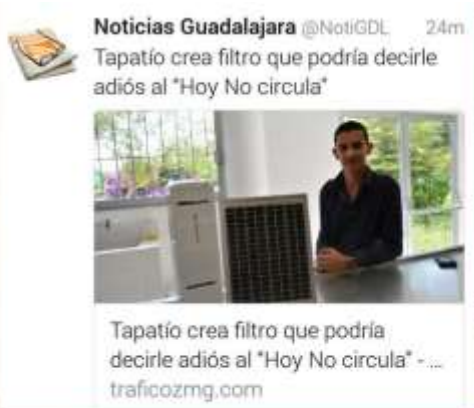 Noticias Guadalajara @NotiGDL 24m
Tapatío crea filtro que podría decirle
adiós al "Hoy No circula"
Tapatío crea filtro que podría
decirle adiós al "Hoy No circula" - ...
traficozmg.com